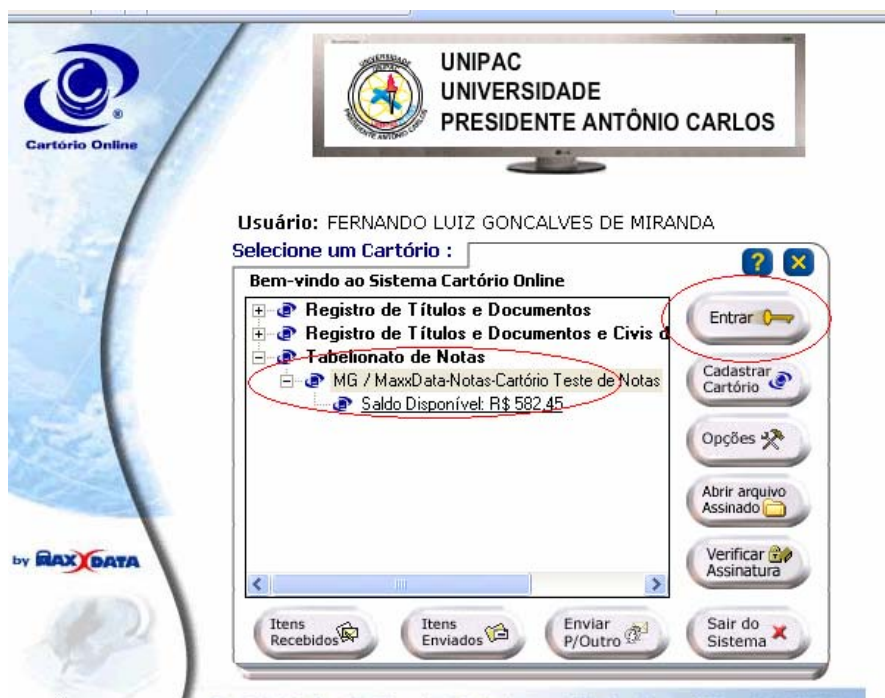 UNIPAC
UNIVERSIDADE
PRESIDENTE ANTÔNIO CARLOS
Cartório Online
Usuário: FERNANDO LUIZ GONCALVES DE MIRANDA
Selecione um Cartório :
Bem-vindo ao Sistema Cartório Online
Registro de Títulos e Documentos
Registro de Títulos e Documentos e Civis d
Tabelionato de Notas
MG / MaxxData-Notas-Cartório Teste de Notas
Saldo Disponível: R$ 582,45
Entrar
Cadastrar
Cartório
Opções
Abrir arquivo
Assinado
Verificar
Assinatura
by MAXXDATA
Itens
Recebidos
Itens
Enviados
Enviar
P/Outro
Sair do
Sistema